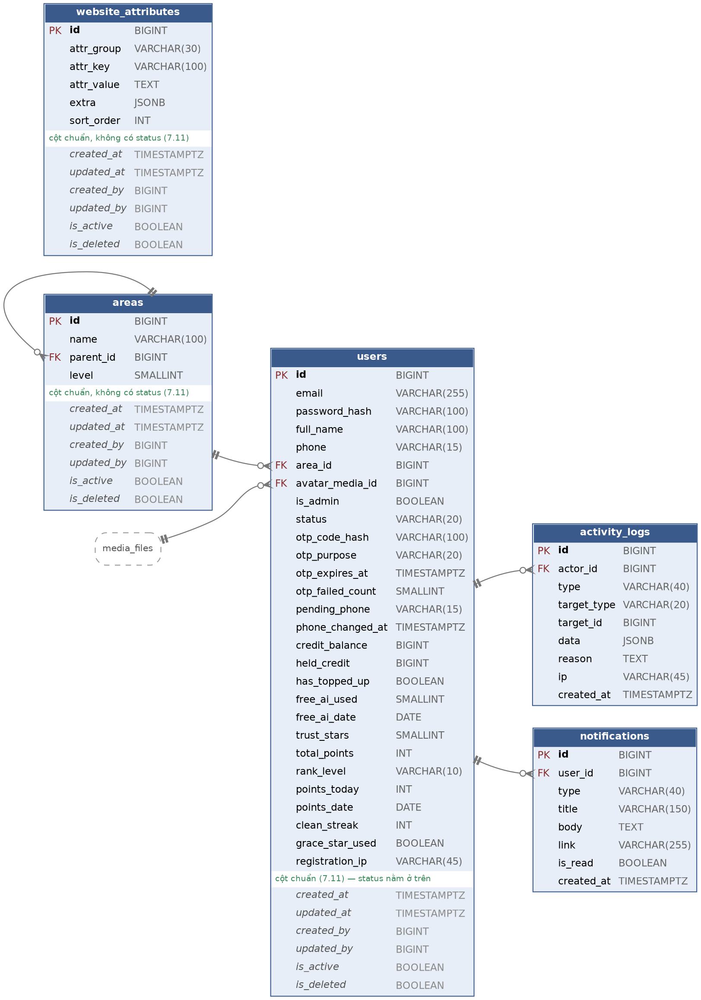 website_attributes
PK id BIGINT
attr_group VARCHAR(30)
attr_key VARCHAR(100)
attr_value TEXT
extra JSONB
sort_order INT
cột chuẩn, không có status (7.11)
created_at TIMESTAMPTZ
updated_at TIMESTAMPTZ
created_by BIGINT
updated_by BIGINT
is_active BOOLEAN
is_deleted BOOLEAN
areas
PK id BIGINT
name VARCHAR(100)
FK parent_id BIGINT
level SMALLINT
cột chuẩn, không có status (7.11)
created_at TIMESTAMPTZ
updated_at TIMESTAMPTZ
created_by BIGINT
updated_by BIGINT
is_active BOOLEAN
is_deleted BOOLEAN
media_files
users
PK id BIGINT
email VARCHAR(255)
password_hash VARCHAR(100)
full_name VARCHAR(100)
phone VARCHAR(15)
FK area_id BIGINT
FK avatar_media_id BIGINT
is_admin BOOLEAN
status VARCHAR(20)
otp_code_hash VARCHAR(100)
otp_purpose VARCHAR(20)
otp_expires_at TIMESTAMPTZ
otp_failed_count SMALLINT
pending_phone VARCHAR(15)
phone_changed_at TIMESTAMPTZ
credit_balance BIGINT
held_credit BIGINT
has_topped_up BOOLEAN
free_ai_used SMALLINT
free_ai_date DATE
trust_stars SMALLINT
total_points INT
rank_level VARCHAR(10)
points_today INT
points_date DATE
clean_streak INT
grace_star_used BOOLEAN
registration_ip VARCHAR(45)
cột chuẩn (7.11) — status nằm ở trên
created_at TIMESTAMPTZ
updated_at TIMESTAMPTZ
created_by BIGINT
updated_by BIGINT
is_active BOOLEAN
is_deleted BOOLEAN
activity_logs
PK id BIGINT
FK actor_id BIGINT
type VARCHAR(40)
target_type VARCHAR(20)
target_id BIGINT
data JSONB
reason TEXT
ip VARCHAR(45)
created_at TIMESTAMPTZ
notifications
PK id BIGINT
FK user_id BIGINT
type VARCHAR(40)
title VARCHAR(150)
body TEXT
link VARCHAR(255)
is_read BOOLEAN
created_at TIMESTAMPTZ